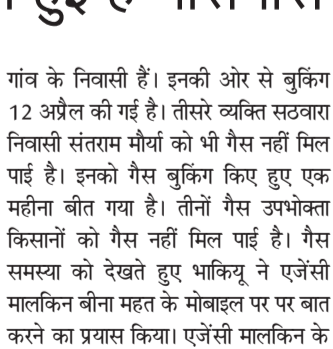 गांव के निवासी हैं। इनकी ओर से बुकिंग
12 अप्रैल की गई है। तीसरे व्यक्ति सठवारा
निवासी संतराम मौर्या को भी गैस नहीं मिल
पाई है। इनको गैस बुकिंग किए हुए एक
महीना बीत गया है। तीनों गैस उपभोक्ता
किसानों को गैस नहीं मिल पाई है। गैस
समस्या को देखते हुए भाकियू ने एजेंसी
मालकिन बीना महत के मोबाइल पर पर बात
करने का प्रयास किया। एजेंसी मालकिन के